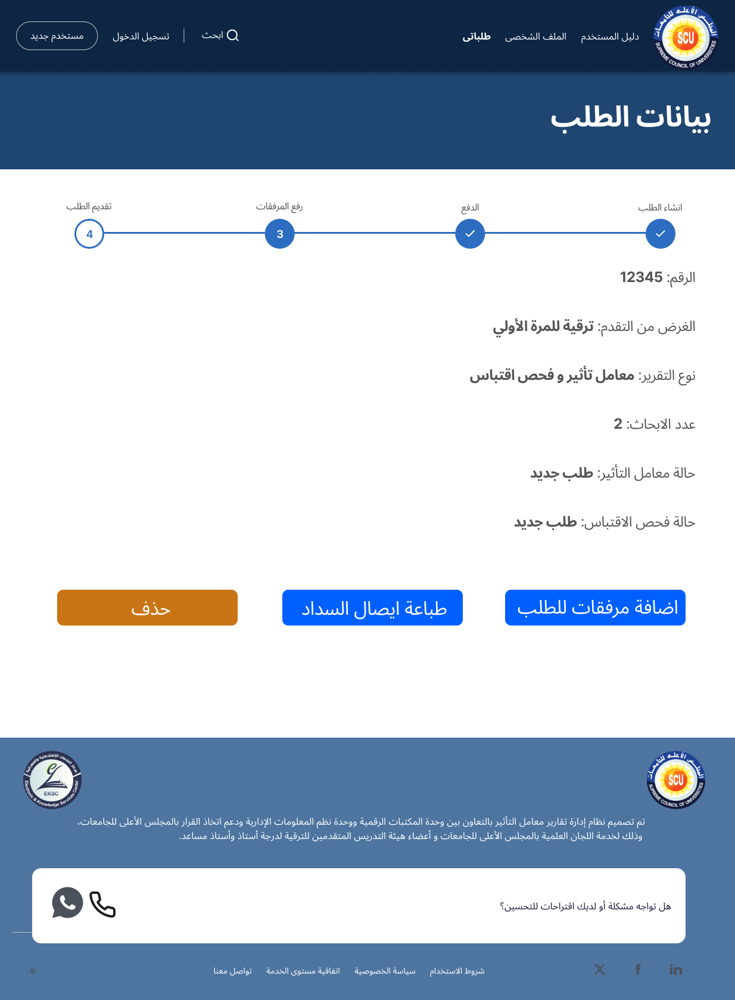 المجلس الأعلى للجامعات
SCU
SUPREME COUNCIL OF UNIVERSITIES
دليل المستخدم
الملف الشخصى
طلباتى
ابحث
تسجيل الدخول
مستخدم جديد
بيانات الطلب
انشاء الطلب
الدفع
رفع المرفقات
تقديم الطلب
3
4
الرقم: 12345
الغرض من التقدم: ترقية للمرة الأولي
نوع التقرير: معامل تأثير و فحص اقتباس
عدد الابحاث: 2
حالة معامل التأثير: طلب جديد
حالة فحص الاقتباس: طلب جديد
اضافة مرفقات للطلب
طباعة ايصال السداد
حذف
المجلس الأعلى للجامعات
SCU
SUPREME COUNCIL OF UNIVERSITIES
مركز الخدمات الإلكترونية والمعرفية
EKSC
Electronic & Knowledge Services Center
تم تصميم نظام إدارة تقارير معامل التأثير بالتعاون بين وحدة المكتبات الرقمية ووحدة نظم المعلومات الإدارية ودعم اتخاذ القرار بالمجلس الأعلى للجامعات،
وذلك لخدمة اللجان العلمية بالمجلس الأعلى للجامعات و أعضاء هيئة التدريس المتقدمين للترقية لدرجة أستاذ وأستاذ مساعد.
هل تواجه مشكلة أو لديك اقتراحات للتحسين؟
شروط الاستخدام
سياسة الخصوصية
اتفاقية مستوى الخدمة
تواصل معنا
©